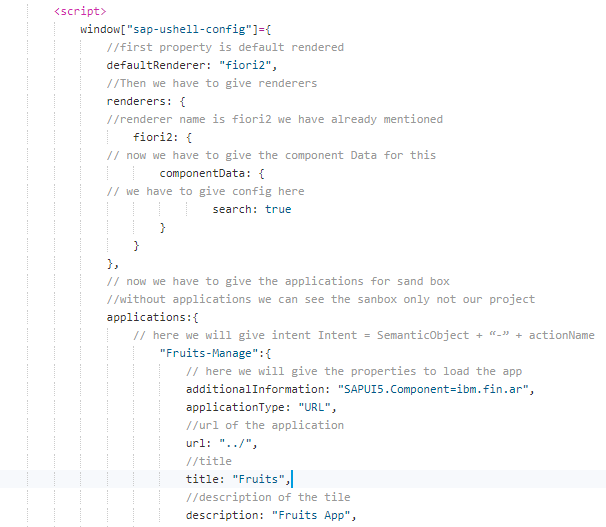 <script>
window["sap-ushell-config"]={
//first property is default rendered
defaultRenderer: "fiori2",
//Then we have to give renderers
renderers: {
//renderer name is fiori2 we have already mentioned
fiori2: {
// now we have to give the component Data for this
componentData: {
// we have to give config here
search: true
}
}
},
// now we have to give the applications for sand box
//without applications we can see the sanbox only not our project
applications:{
// here we will give intent Intent = SemanticObject + “-” + actionName
"Fruits-Manage":{
// here we will give the properties to load the app
additionalInformation: "SAPUI5.Component=ibm.fin.ar",
applicationType: "URL",
//url of the application
url: "../",
//title
title: "Fruits",
//description of the tile
description: "Fruits App",